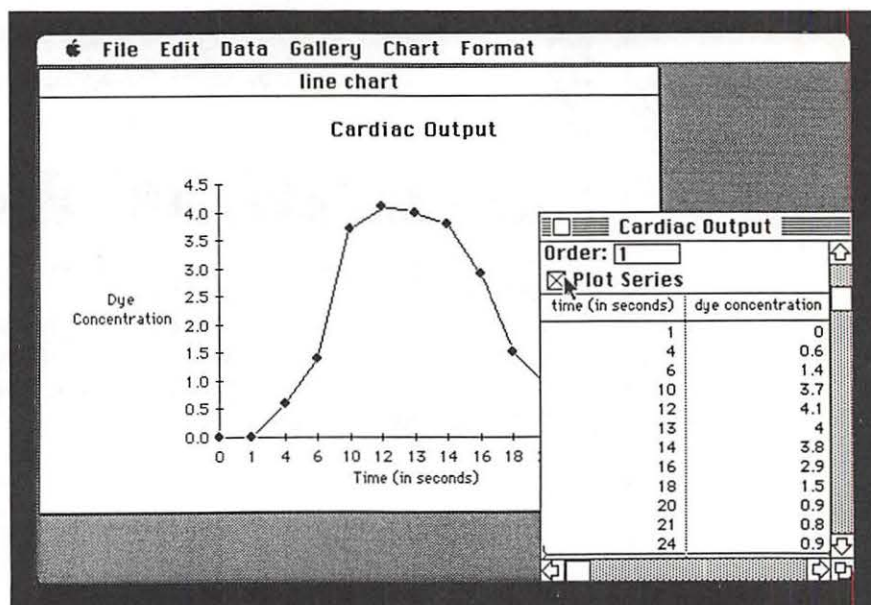 File Edit Data Gallery Chart Format
line chart
Cardiac Output
4.5
4.0
3.5
3.0
2.5
2.0
1.5
1.0
0.5
0.0
Dye
Concentration
0 1 4 6 10 12 13 14 16 18
Time (in seconds)
Cardiac Output
Order: 1
Plot Series
time (in seconds) dye concentration
1 0
4 0.6
6 1.4
10 3.7
12 4.1
13 4
14 3.8
16 2.9
18 1.5
20 0.9
21 0.8
24 0.9